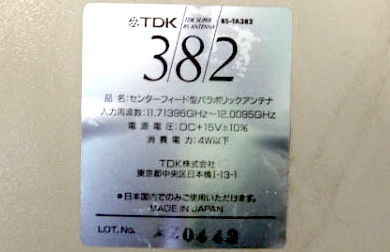 TDK TDK SUPER BS ANTENNA BS-TA382
382
品 名:センターフィード型パラボリックアンテナ
入力周波数:11.71396GHz～12.0095GHz
電 源 電 圧:DC+15V±10%
消 費 電 力:4W以下
TDK株式会社
東京都中央区日本橋1-13-1
●日本国内でのみご使用いただけます。
MADE IN JAPAN
LOT. No. 0443